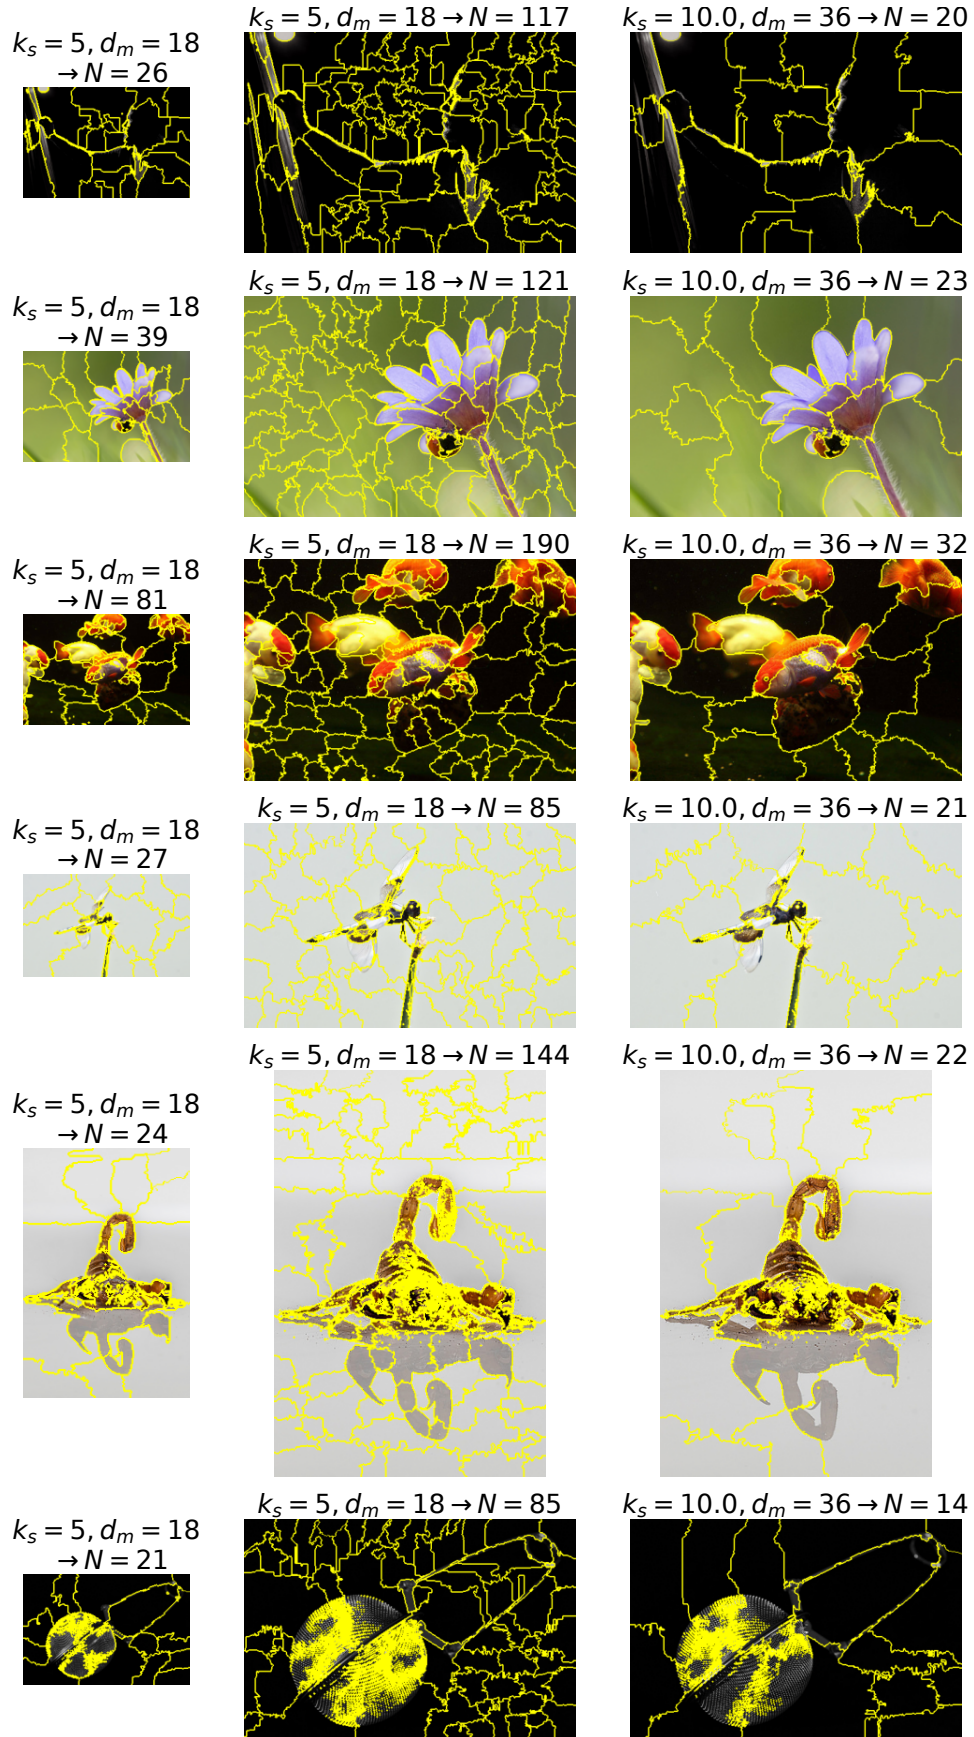 k_s = 5, d_m = 18
→ N = 26
k_s = 5, d_m = 18 → N = 117
k_s = 10.0, d_m = 36 → N = 20
k_s = 5, d_m = 18
→ N = 39
k_s = 5, d_m = 18 → N = 121
k_s = 10.0, d_m = 36 → N = 23
k_s = 5, d_m = 18
→ N = 81
k_s = 5, d_m = 18 → N = 190
k_s = 10.0, d_m = 36 → N = 32
k_s = 5, d_m = 18
→ N = 27
k_s = 5, d_m = 18 → N = 85
k_s = 10.0, d_m = 36 → N = 21
k_s = 5, d_m = 18
→ N = 24
k_s = 5, d_m = 18 → N = 144
k_s = 10.0, d_m = 36 → N = 22
k_s = 5, d_m = 18
→ N = 21
k_s = 5, d_m = 18 → N = 85
k_s = 10.0, d_m = 36 → N = 14